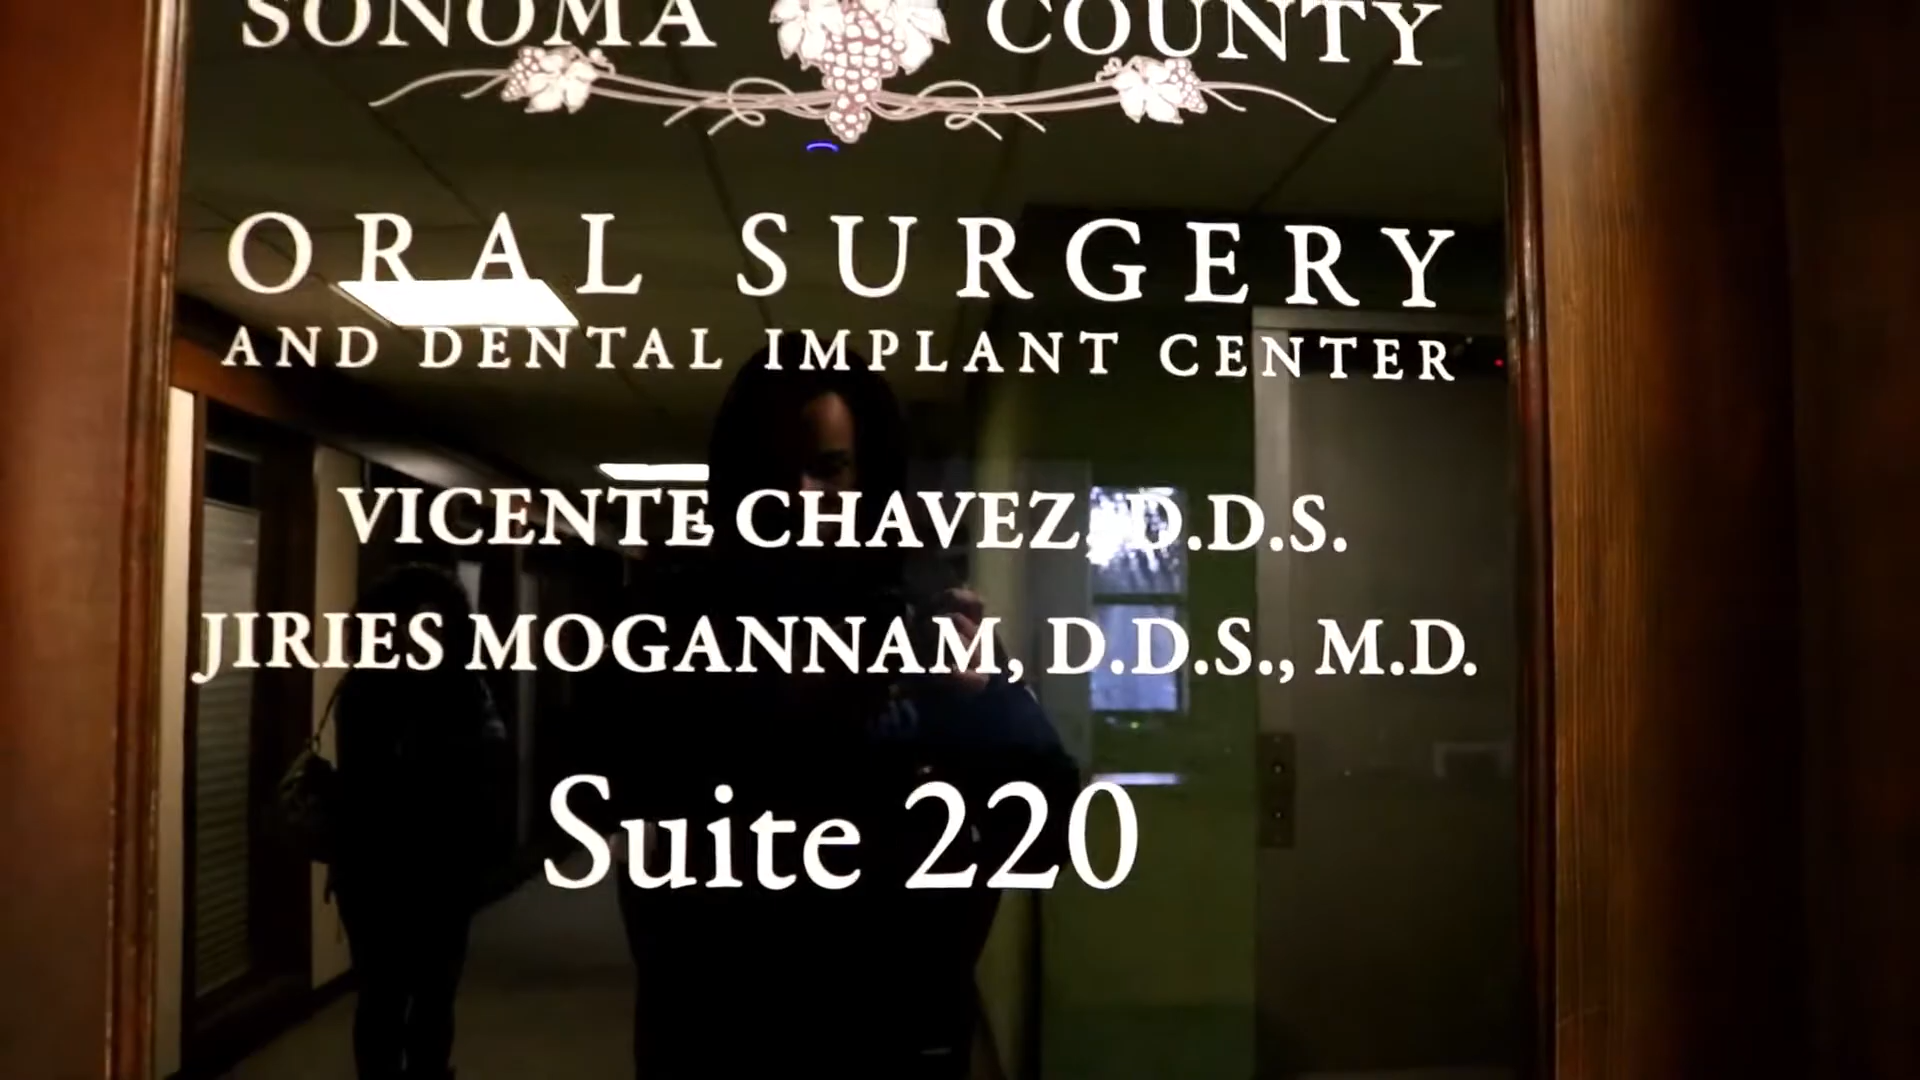 SONOMA COUNTY
ORAL SURGERY
AND DENTAL IMPLANT CENTER
VICENTE CHAVEZ, D.D.S.
JIRIES MOGANNAM, D.D.S., M.D.
Suite 220